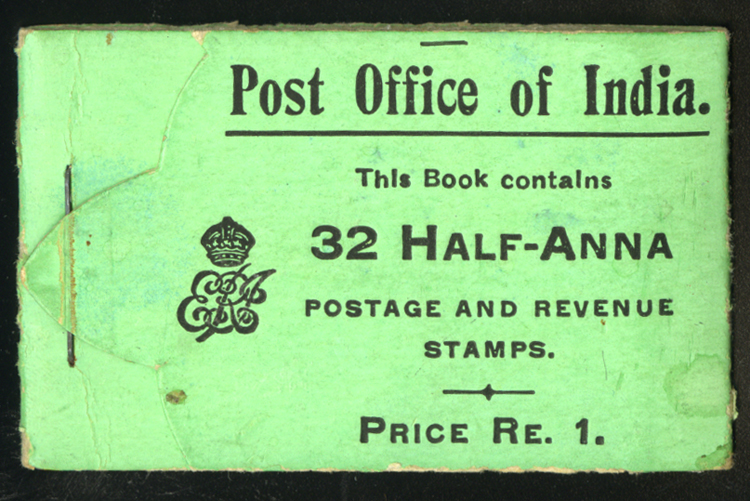 Post Office of India.
This Book contains
32 HALF-ANNA
POSTAGE AND REVENUE
STAMPS.
PRICE RE. 1.